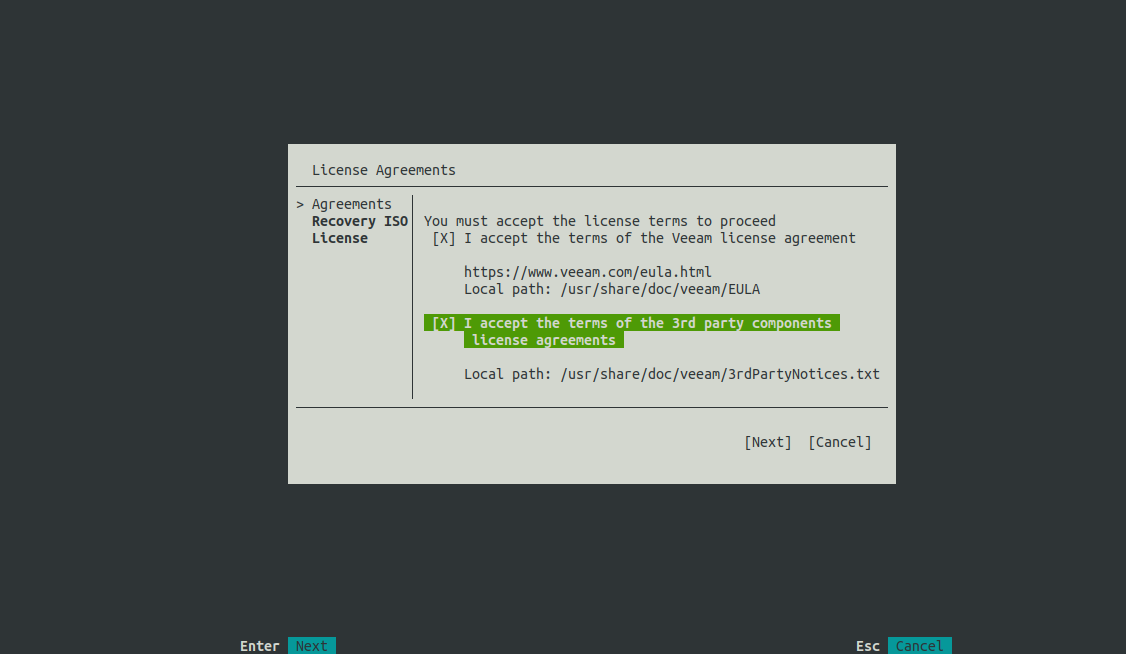 License Agreements
> Agreements
Recovery ISO
License
You must accept the license terms to proceed
[X] I accept the terms of the Veeam license agreement
https://www.veeam.com/eula.html
Local path: /usr/share/doc/veeam/EULA
[X] I accept the terms of the 3rd party components
license agreements
Local path: /usr/share/doc/veeam/3rdPartyNotices.txt
[Next] [Cancel]
Enter Next Esc Cancel